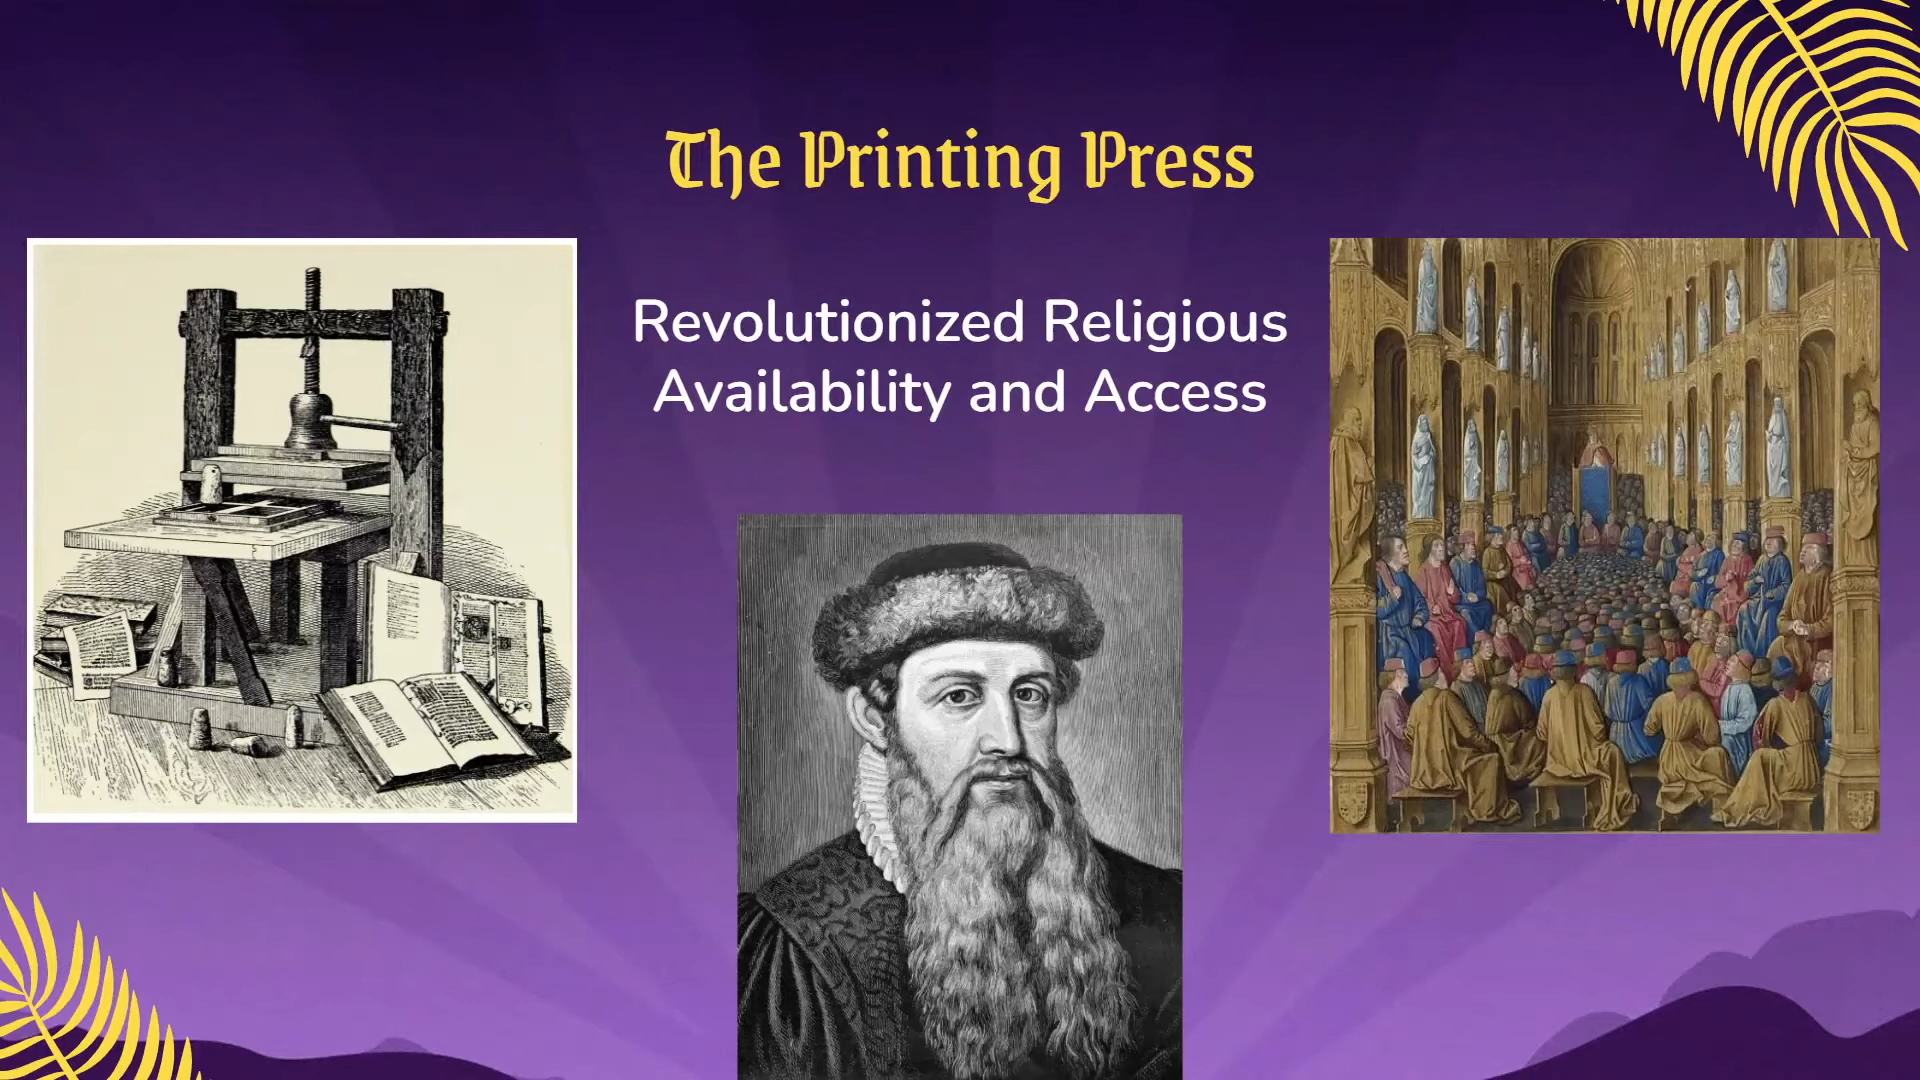 The Printing Press
Revolutionized Religious
Availability and Access